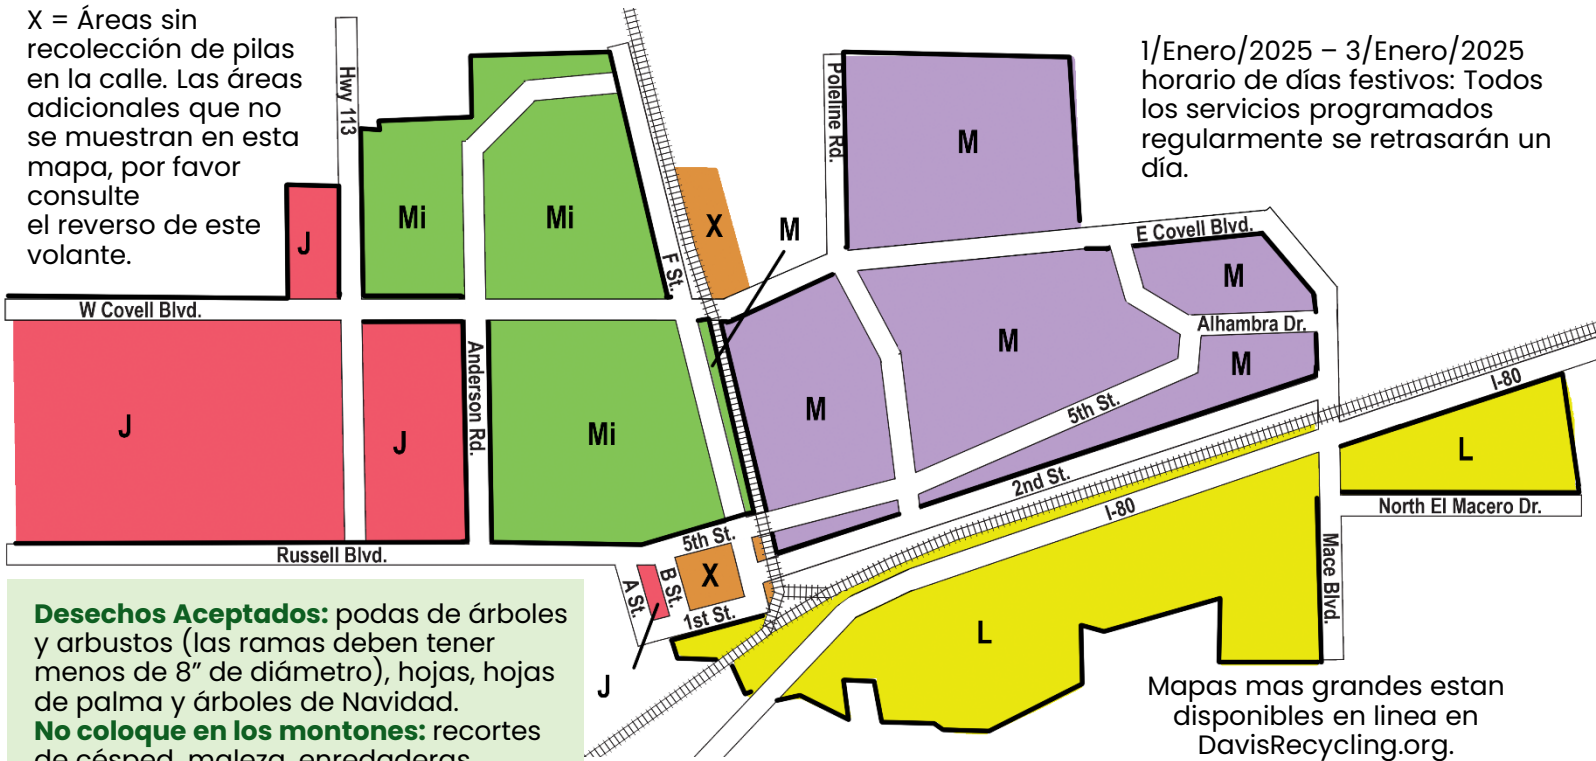 X = Áreas sin
recolección de pilas
en la calle. Las áreas
adicionales que no
se muestran en esta
mapa, por favor
consulte
el reverso de este
volante.
1/Enero/2025 – 3/Enero/2025
horario de días festivos: Todos
los servicios programados
regularmente se retrasarán un
día.
Hwy 113
Poleline Rd.
M
Mi
Mi
X
M
J
F St.
E Covell Blvd.
M
W Covell Blvd.
Alhambra Dr.
M
M
I-80
Anderson Rd.
J
J
Mi
M
5th St.
L
2nd St.
I-80
North El Macero Dr.
Russell Blvd.
5th St.
Mace Blvd.
A St.
B St.
X
1st St.
L
J
Desechos Aceptados: podas de árboles
y arbustos (las ramas deben tener
menos de 8” de diámetro), hojas, hojas
de palma y árboles de Navidad.
No coloque en los montones: recortes
de césped, maleza, enredaderas,
Mapas mas grandes estan
disponibles en linea en
DavisRecycling.org.